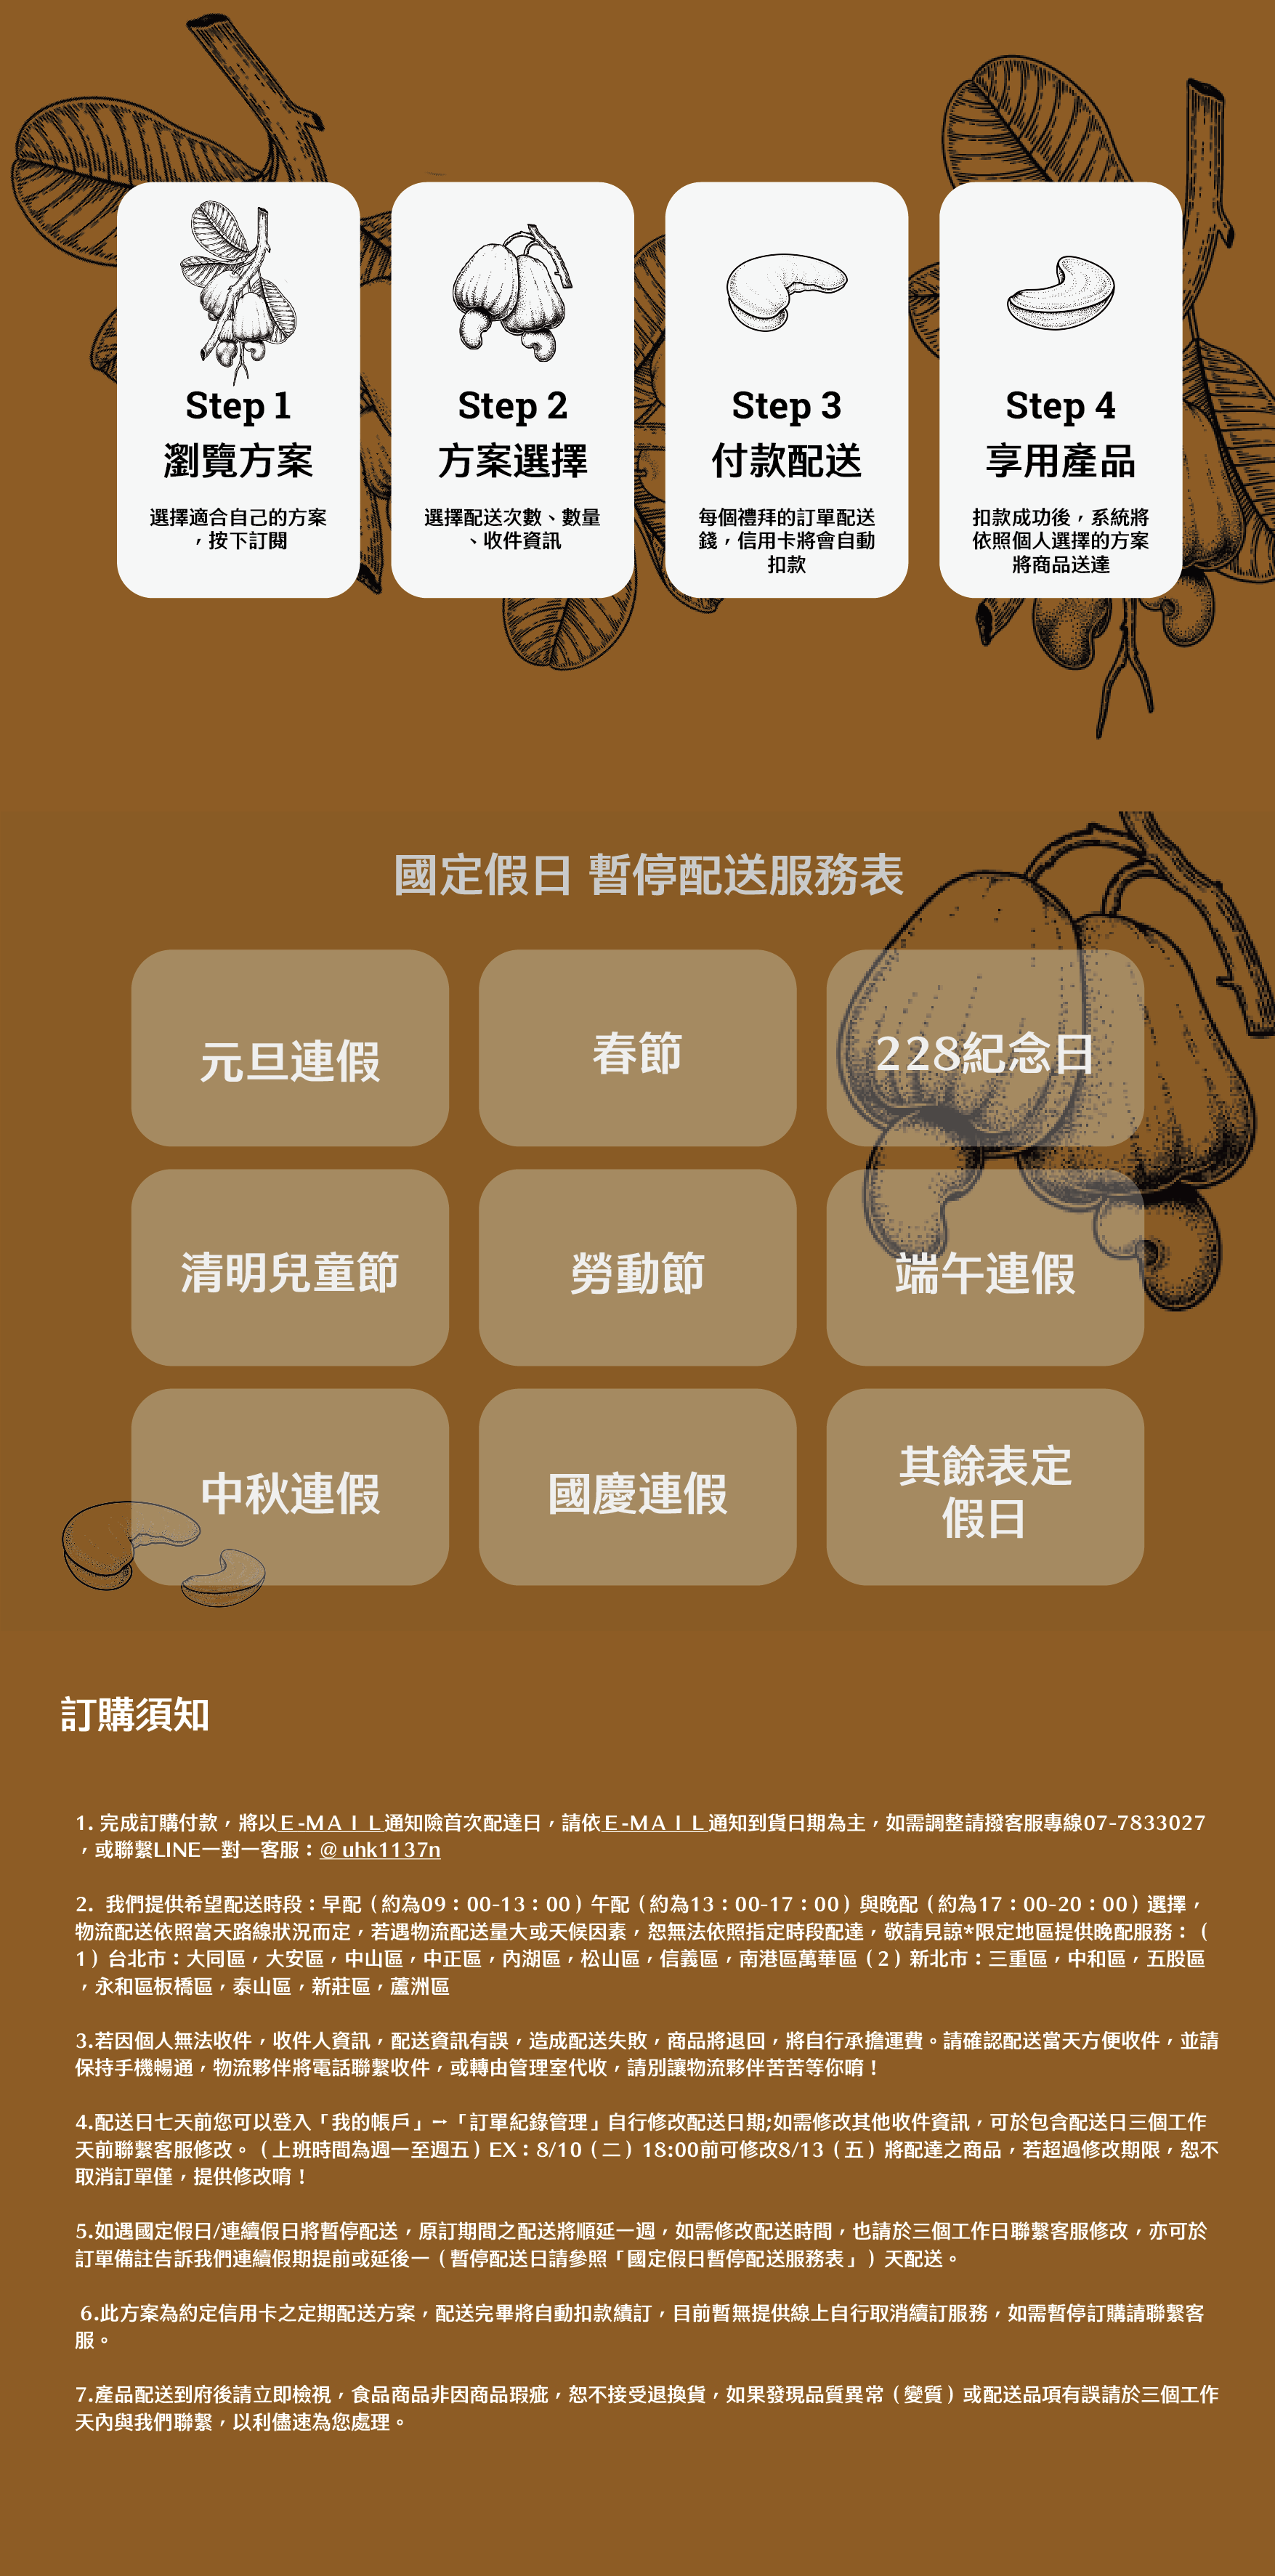 Step 1
瀏覽方案
選擇適合自己的方案
，按下訂閱
Step 2
方案選擇
選擇配送次數、數量
、收件資訊
Step 3
付款配送
每個禮拜的訂單配送
錢，信用卡將會自動
扣款
Step 4
享用產品
扣款成功後，系統將
依照個人選擇的方案
將商品送達
國定假日 暫停配送服務表
元旦連假
春節
228紀念日
清明兒童節
勞動節
端午連假
中秋連假
國慶連假
其餘表定
假日
訂購須知
1. 完成訂購付款，將以Ｅ-ＭＡＩＬ通知險首次配達日，請依Ｅ-ＭＡＩＬ通知到貨日期為主，如需調整請撥客服專線07-7833027
，或聯繫LINE一對一客服：@ uhk1137n
2. 我們提供希望配送時段：早配（約為09：00-13：00）午配（約為13：00-17：00）與晚配（約為17：00-20：00）選擇，
物流配送依照當天路線狀況而定，若遇物流配送量大或天候因素，恕無法依照指定時段配達，敬請見諒*限定地區提供晚配服務：（
1）台北市：大同區，大安區，中山區，中正區，內湖區，松山區，信義區，南港區萬華區（2）新北市：三重區，中和區，五股區
，永和區板橋區，泰山區，新莊區，蘆洲區
3.若因個人無法收件，收件人資訊，配送資訊有誤，造成配送失敗，商品將退回，將自行承擔運費。請確認配送當天方便收件，並請
保持手機暢通，物流夥伴將電話聯繫收件，或轉由管理室代收，請別讓物流夥伴苦苦等你唷！
4.配送日七天前您可以登入「我的帳戶」--「訂單紀錄管理」自行修改配送日期;如需修改其他收件資訊，可於包含配送日三個工作
天前聯繫客服修改。（上班時間為週一至週五）EX：8/10（二）18:00前可修改8/13（五）將配達之商品，若超過修改期限，恕不
取消訂單僅，提供修改唷！
5.如遇國定假日/連續假日將暫停配送，原訂期間之配送將順延一週，如需修改配送時間，也請於三個工作日聯繫客服修改，亦可於
訂單備註告訴我們連續假期提前或延後一（暫停配送日請參照「國定假日暫停配送服務表」）天配送。
6.此方案為約定信用卡之定期配送方案，配送完畢將自動扣款續訂，目前暫無提供線上自行取消續訂服務，如需暫停訂購請聯繫客
服。
7.產品配送到府後請立即檢視，食品商品非因商品瑕疵，恕不接受退換貨，如果發現品質異常（變質）或配送品項有誤請於三個工作
天內與我們聯繫，以利儘速為您處理。